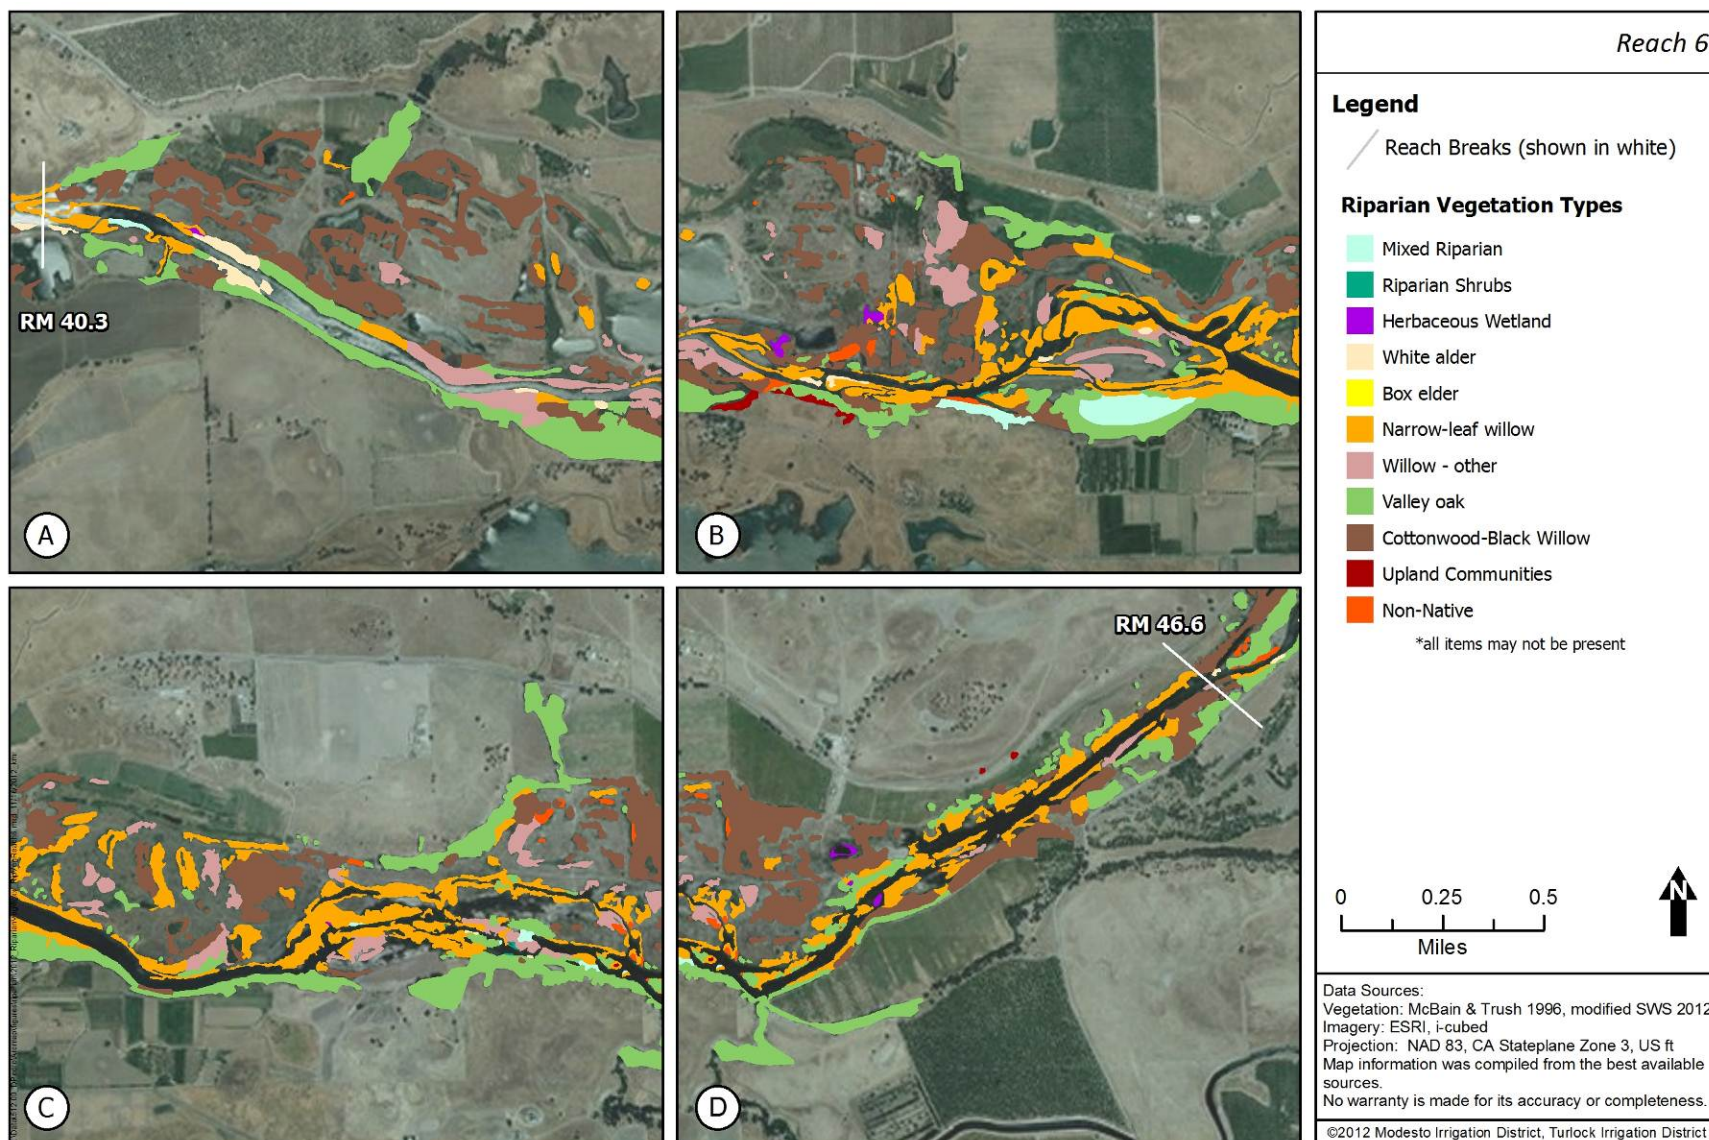 Reach 6
Legend
Reach Breaks (shown in white)
Riparian Vegetation Types
Mixed Riparian
Riparian Shrubs
Herbaceous Wetland
White alder
Box elder
Narrow-leaf willow
Willow - other
Valley oak
Cottonwood-Black Willow
Upland Communities
Non-Native
*all items may not be present
RM 40.3
A
B
RM 46.6
C
D
N
0 0.25 0.5
Miles
Data Sources:
Vegetation: McBain & Trush 1996, modified SWS 2012
Imagery: ESRI, i-cubed
Projection: NAD 83, CA Stateplane Zone 3, US ft
Map information was compiled from the best available
sources.
No warranty is made for its accuracy or completeness.
©2012 Modesto Irrigation District, Turlock Irrigation District